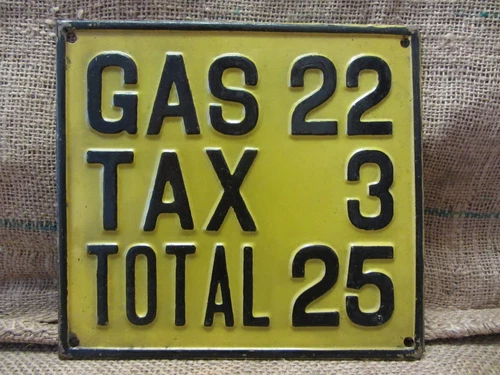 GAS 22
TAX 3
TOTAL 25